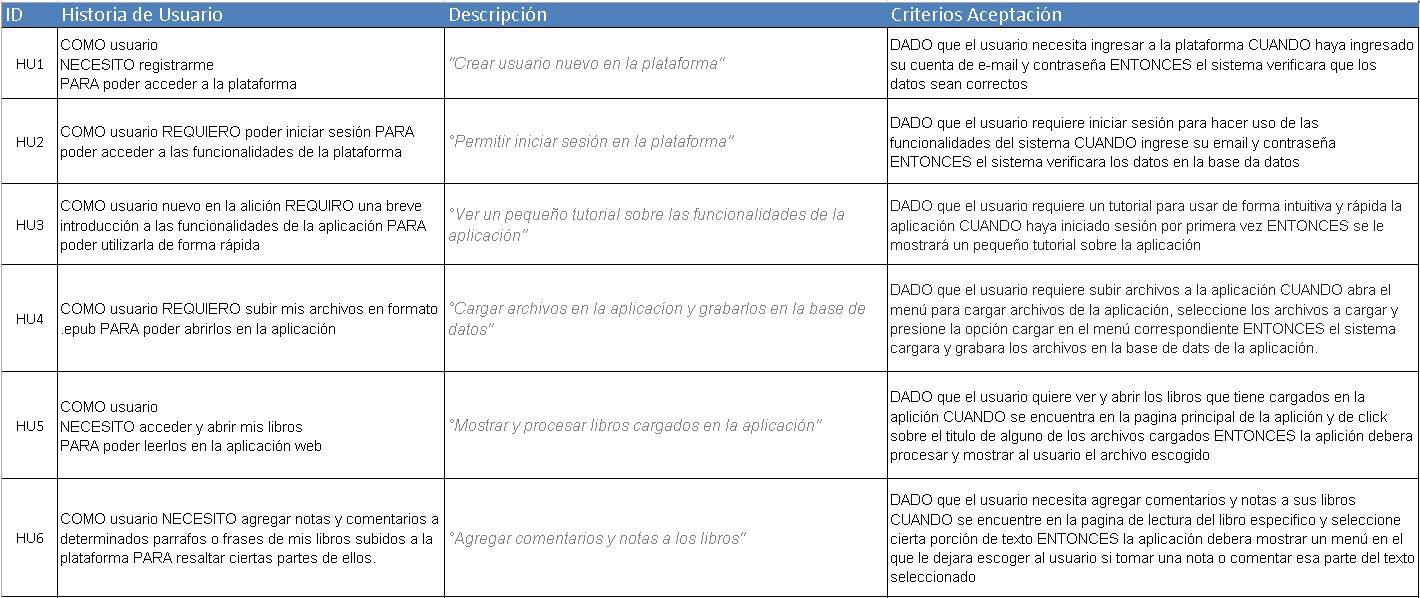 ID Historia de Usuario Descripción Criterios Aceptación
HU1
COMO usuario
NECESITO registrarme
PARA poder acceder a la plataforma
"Crear usuario nuevo en la plataforma"
DADO que el usuario necesita ingresar a la plataforma CUANDO haya ingresado
su cuenta de e-mail y contraseña ENTONCES el sistema verificara que los
datos sean correctos
HU2
COMO usuario REQUIERO poder iniciar sesión PARA
poder acceder a las funcionalidades de la plataforma
°Permitir iniciar sesión en la plataforma"
DADO que el usuario requiere iniciar sesión para hacer uso de las
funcionalidades del sistema CUANDO ingrese su email y contraseña
ENTONCES el sistema verificara los datos en la base da datos
HU3
COMO usuario nuevo en la alición REQUIRO una breve
introducción a las funcionalidades de la aplicación PARA
poder utilizarla de forma rápida
°Ver un pequeño tutorial sobre las funcionalidades de la
aplicación"
DADO que el usuario requiere un tutorial para usar de forma intuitiva y rápida la
aplicación CUANDO haya iniciado sesión por primera vez ENTONCES se le
mostrará un pequeño tutorial sobre la aplicación
HU4
COMO usuario REQUIERO subir mis archivos en formato
.epub PARA poder abrirlos en la aplicación
°Cargar archivos en la aplicacíon y grabarlos en la base de
datos"
DADO que el usuario requiere subir archivos a la aplicación CUANDO abra el
menú para cargar archivos de la aplicación, seleccione los archivos a cargar y
presione la opción cargar en el menú correspondiente ENTONCES el sistema
cargara y grabara los archivos en la base de dats de la aplicación.
HU5
COMO usuario
NECESITO acceder y abrir mis libros
PARA poder leerlos en la aplicación web
°Mostrar y procesar libros cargados en la aplicación"
DADO que el usuario quiere ver y abrir los libros que tiene cargados en la
aplición CUANDO se encuentra en la pagina principal de la aplición y de click
sobre el titulo de alguno de los archivos cargados ENTONCES la aplición debera
procesar y mostrar al usuario el archivo escogido
HU6
COMO usuario NECESITO agregar notas y comentarios a
determinados parrafos o frases de mis libros subidos a la
plataforma PARA resaltar ciertas partes de ellos.
°Agregar comentarios y notas a los libros"
DADO que el usuario necesita agregar comentarios y notas a sus libros
CUANDO se encuentre en la pagina de lectura del libro especifico y seleccione
cierta porción de texto ENTONCES la aplicación debera mostrar un menú en el
que le dejara escoger al usuario si tomar una nota o comentar esa parte del texto
seleccionado